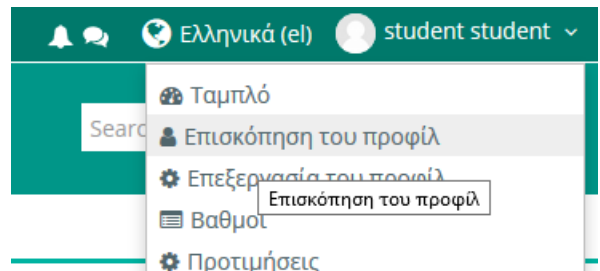 Ελληνικά (el) student student
Ταμπλό
Searc
Επισκόπηση του προφίλ
Επεξεργασία του προφίλ
Επισκόπηση του προφίλ
Βαθμοί
Προτιμήσεις